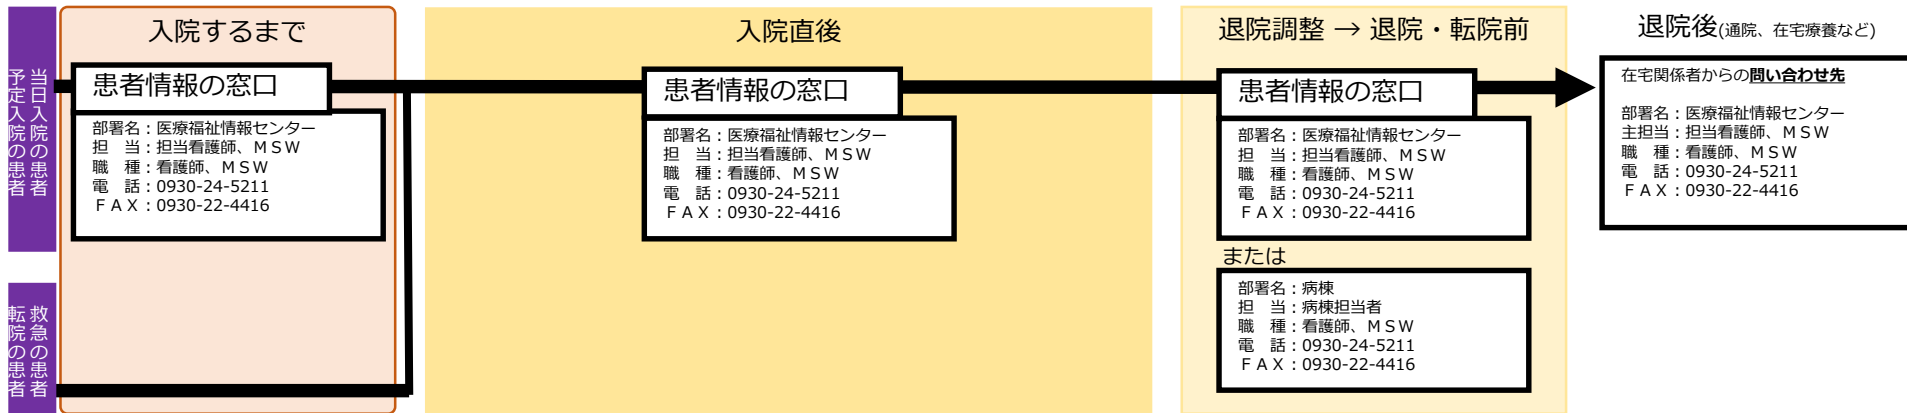 当日入院の患者
予定入院の患者
救急の患者
転院の患者
入院するまで
患者情報の窓口
部署名：医療福祉情報センター
担　当：担当看護師、ＭＳＷ
職　種：看護師、ＭＳＷ
電　話：0930-24-5211
ＦＡＸ：0930-22-4416
入院直後
患者情報の窓口
部署名：医療福祉情報センター
担　当：担当看護師、ＭＳＷ
職　種：看護師、ＭＳＷ
電　話：0930-24-5211
ＦＡＸ：0930-22-4416
退院調整 → 退院・転院前
患者情報の窓口
部署名：医療福祉情報センター
担　当：担当看護師、ＭＳＷ
職　種：看護師、ＭＳＷ
電　話：0930-24-5211
ＦＡＸ：0930-22-4416
または
部署名：病棟
担　当：病棟担当者
職　種：看護師、ＭＳＷ
電　話：0930-24-5211
ＦＡＸ：0930-22-4416
退院後(通院、在宅療養など)
在宅関係者からの問い合わせ先
部署名：医療福祉情報センター
主担当：担当看護師、ＭＳＷ
職　種：看護師、ＭＳＷ
電　話：0930-24-5211
ＦＡＸ：0930-22-4416